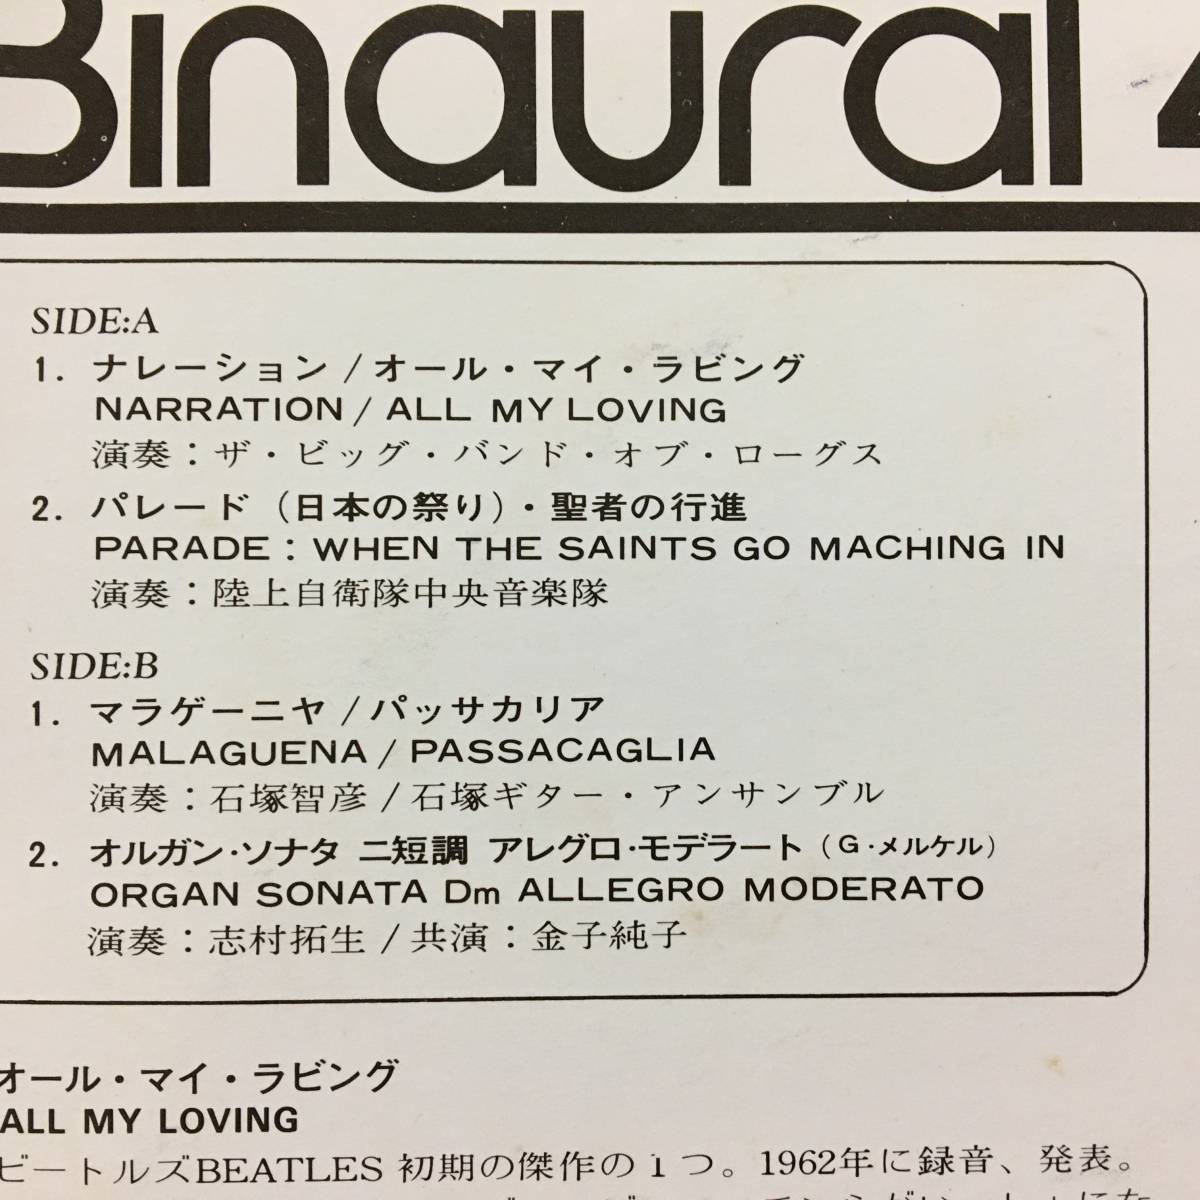 Binaural
SIDE:A
1. ナレーション / オール・マイ・ラビング
NARRATION / ALL MY LOVING
演奏：ザ・ビッグ・バンド・オブ・ローグス
2. パレード（日本の祭り）・聖者の行進
PARADE : WHEN THE SAINTS GO MACHING IN
演奏：陸上自衛隊中央音楽隊
SIDE:B
1. マラゲーニヤ / パッサカリア
MALAGUENA / PASSACAGLIA
演奏：石塚智彦 / 石塚ギター・アンサンブル
2. オルガン・ソナタ ニ短調 アレグロ・モデラート（G・メルケル）
ORGAN SONATA Dm ALLEGRO MODERATO
演奏：志村拓生 / 共演：金子純子
オール・マイ・ラビング
ALL MY LOVING
ビートルズBEATLES 初期の傑作の1つ。1962年に録音、発表。